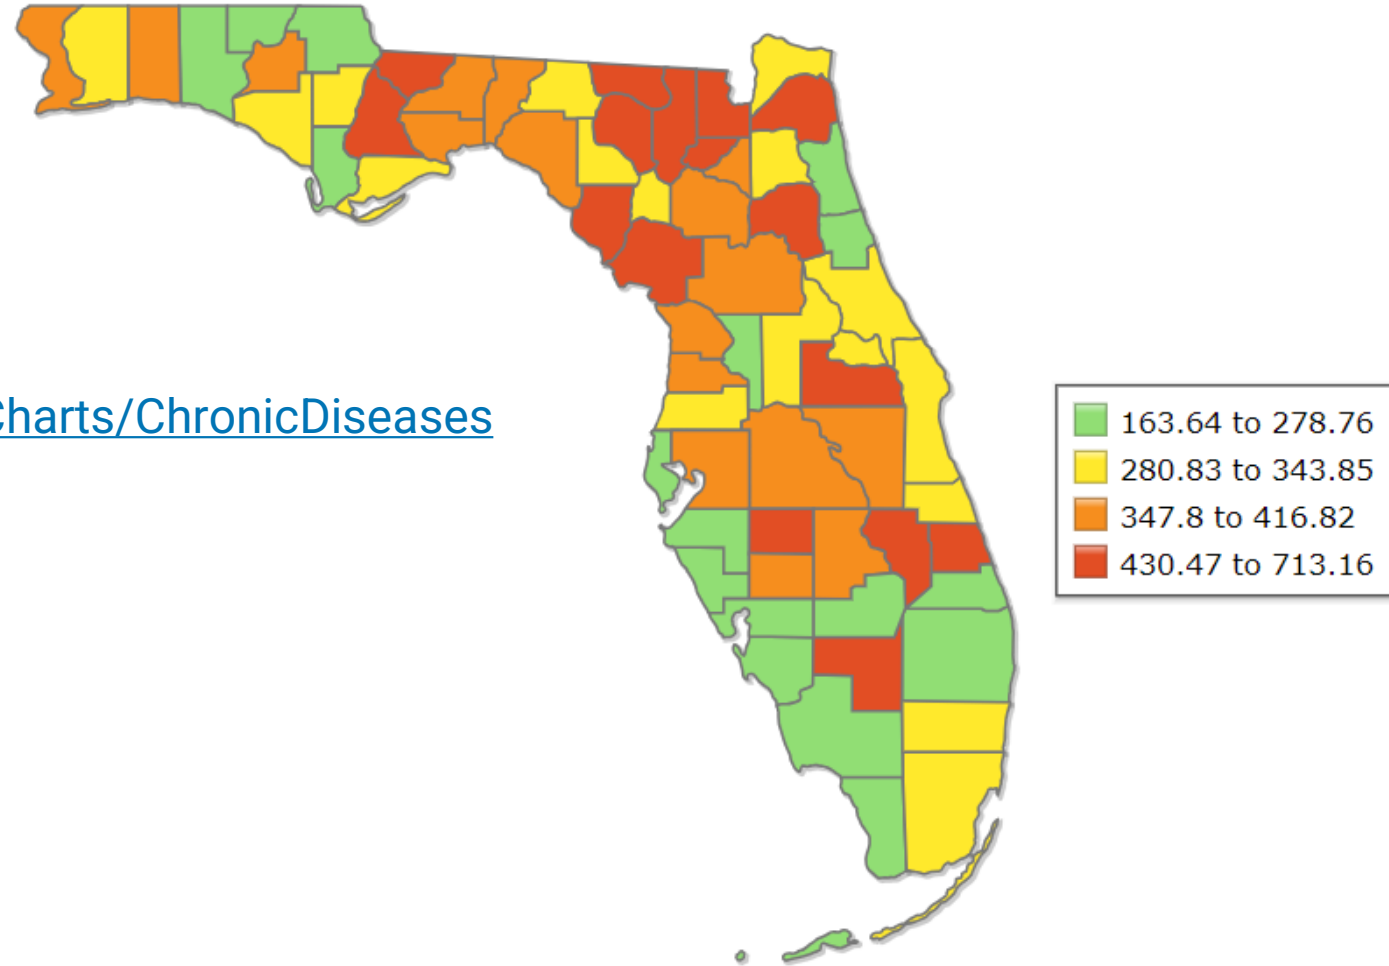 Charts/ChronicDiseases
163.64 to 278.76
280.83 to 343.85
347.8 to 416.82
430.47 to 713.16